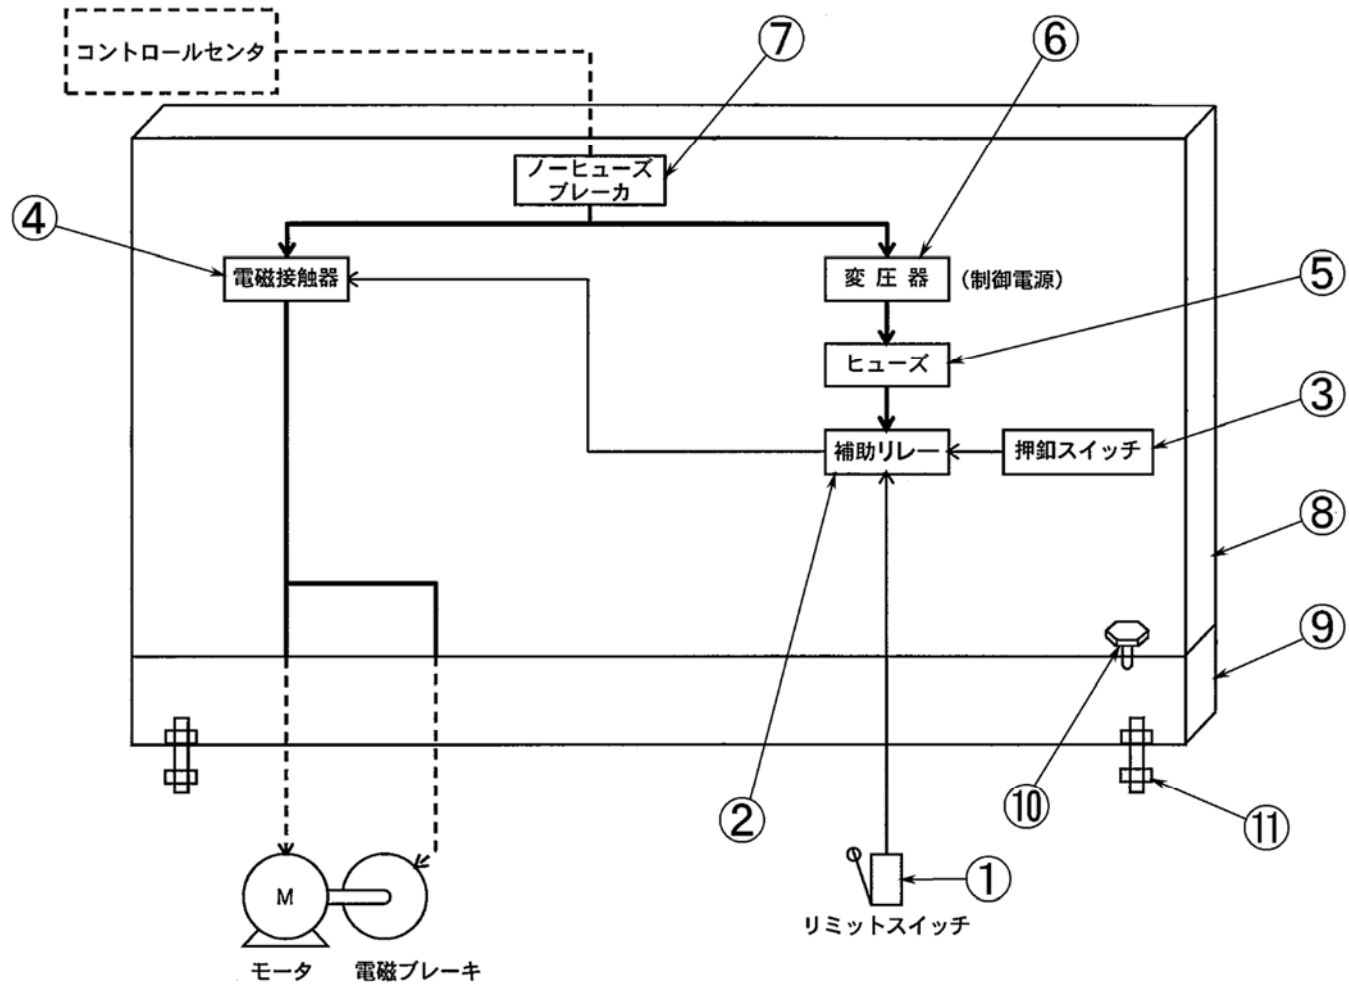 コントロールセンタ
⑦
⑥
ノーヒューズ
ブレーカ
④
電磁接触器
変圧器
(制御電源)
⑤
ヒューズ
③
補助リレー
押釦スイッチ
⑧
⑨
⑩
②
⑪
①
M
リミットスイッチ
モータ
電磁ブレーキ